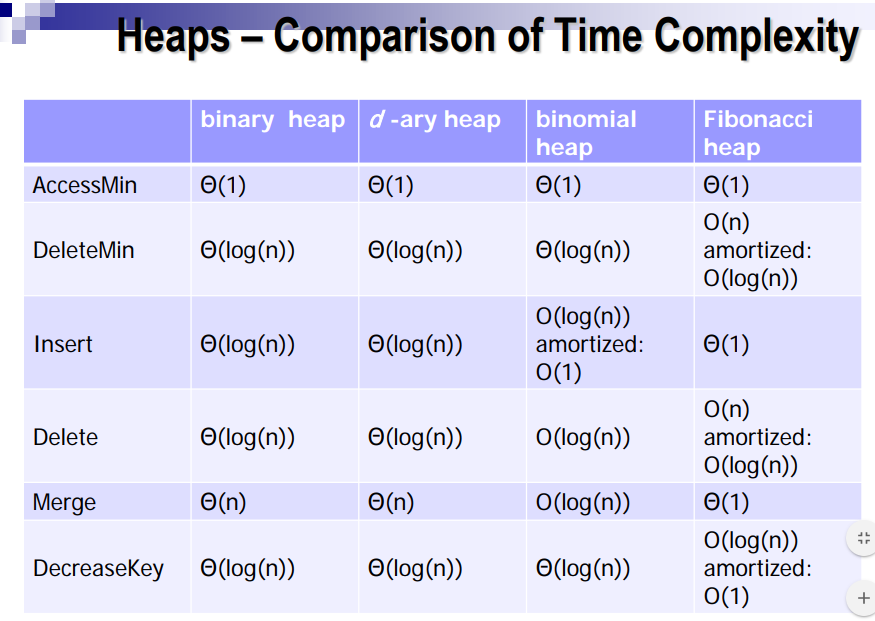 Heaps – Comparison of Time Complexity
binary heap d -ary heap binomial Fibonacci
heap heap
AccessMin Θ(1) Θ(1) Θ(1) Θ(1)
O(n)
DeleteMin Θ(log(n)) Θ(log(n)) Θ(log(n)) amortized:
O(log(n))
O(log(n))
Insert Θ(log(n)) Θ(log(n)) amortized: Θ(1)
O(1)
O(n)
Delete Θ(log(n)) Θ(log(n)) O(log(n)) amortized:
O(log(n))
Merge Θ(n) Θ(n) O(log(n)) Θ(1)
O(log(n))
DecreaseKey Θ(log(n)) Θ(log(n)) Θ(log(n)) amortized:
O(1)